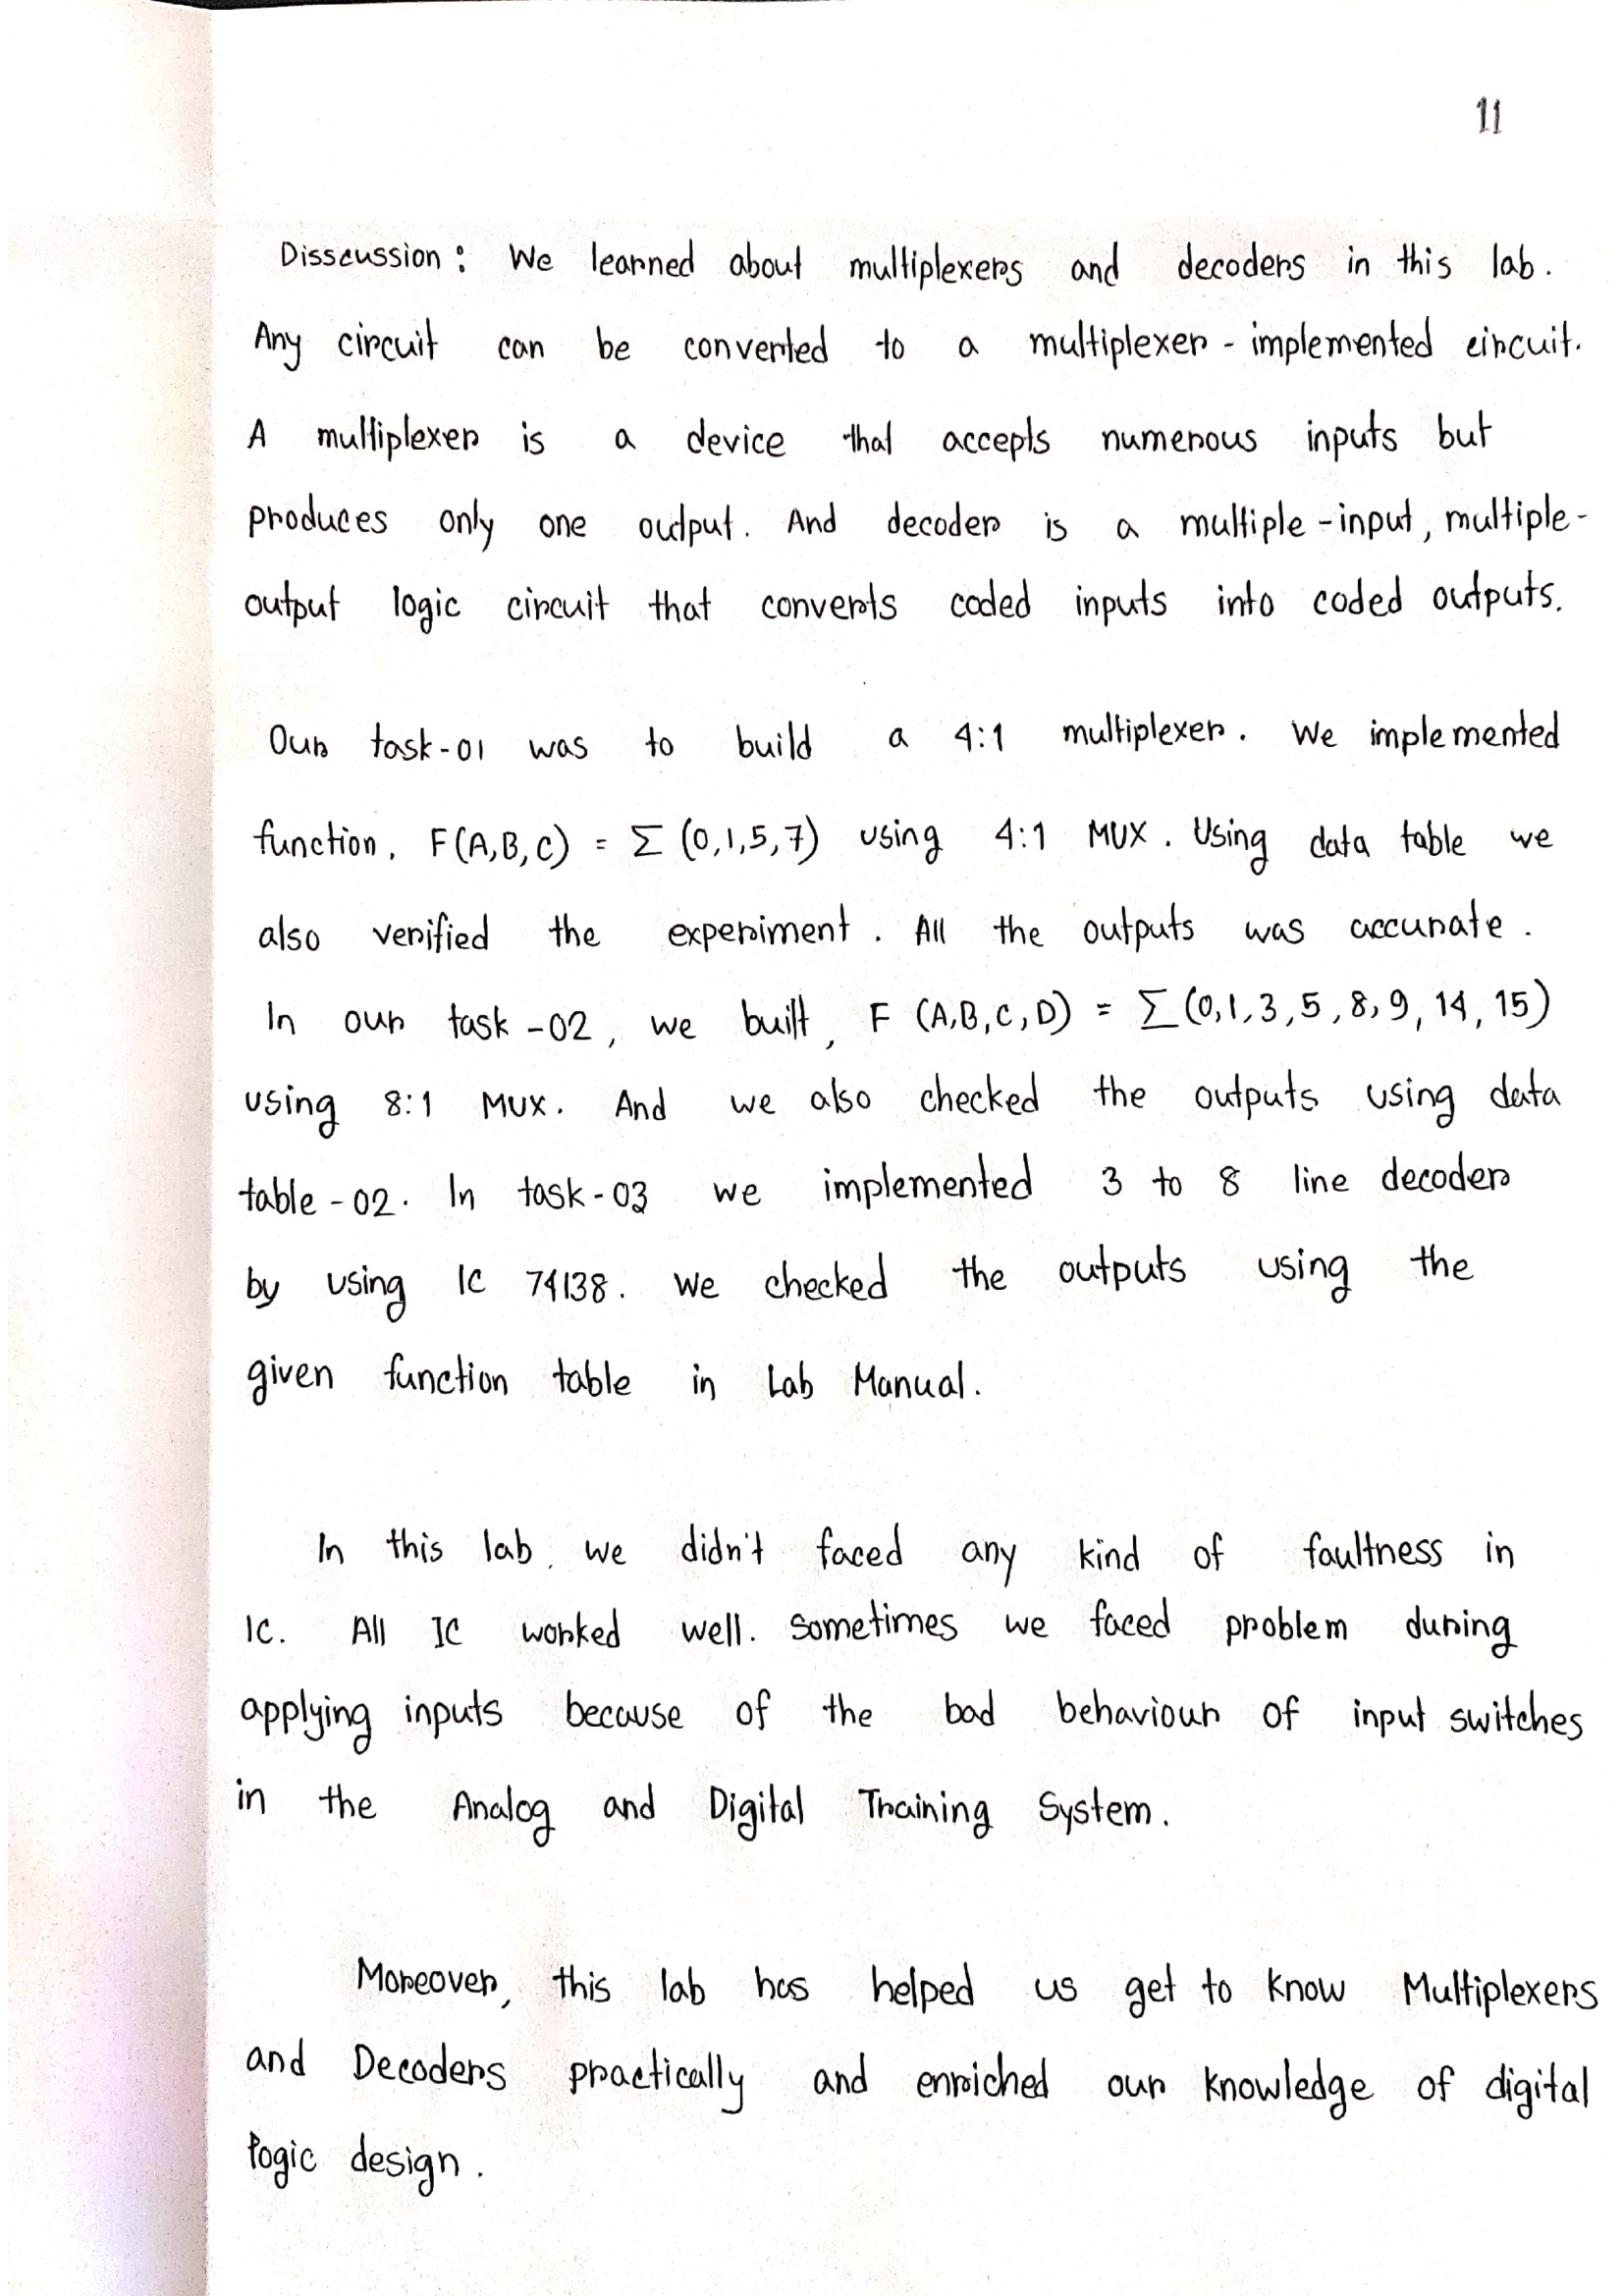 11
Disscussion: We learned about multiplexers and decoders in this lab.
Any circuit can be converted to a multiplexer - implemented circuit.
A multiplexer is a device that accepts numerous inputs but
produces only one output. And decoder is a multiple-input, multiple-
output logic circuit that converts coded inputs into coded outputs.
Our task-01 was to build a 4:1 multiplexer. We implemented
function, F(A,B,C) = Σ (0,1,5,7) using 4:1 MUX. Using data table we
also verified the experiment. All the outputs was accurate.
In our task-02, we built, F (A,B,C,D) = Σ (0,1,3,5,8,9,14,15)
using 8:1 MUX. And we also checked the outputs using data
table-02. In task-03 we implemented 3 to 8 line decoder
by using IC 74138. We checked the outputs using the
given function table in Lab Manual.
In this lab, we didn't faced any kind of faultness in
IC. All IC worked well. Sometimes we faced problem during
applying inputs because of the bad behaviour of input switches
in the Analog and Digital Training System.
Moreover, this lab has helped us get to know Multiplexers
and Decoders practically and enriched our knowledge of digital
logic design.